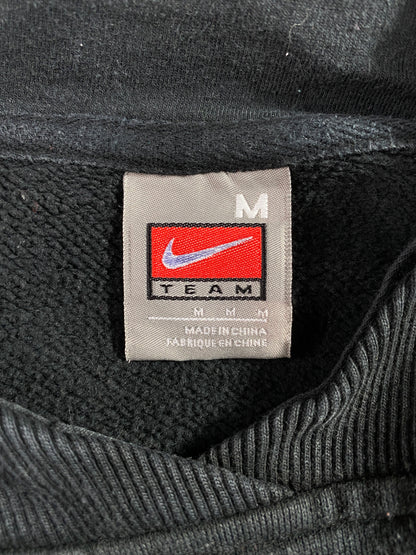 M
TEAM
M M M
MADE IN CHINA
FABRIQUE EN CHINE